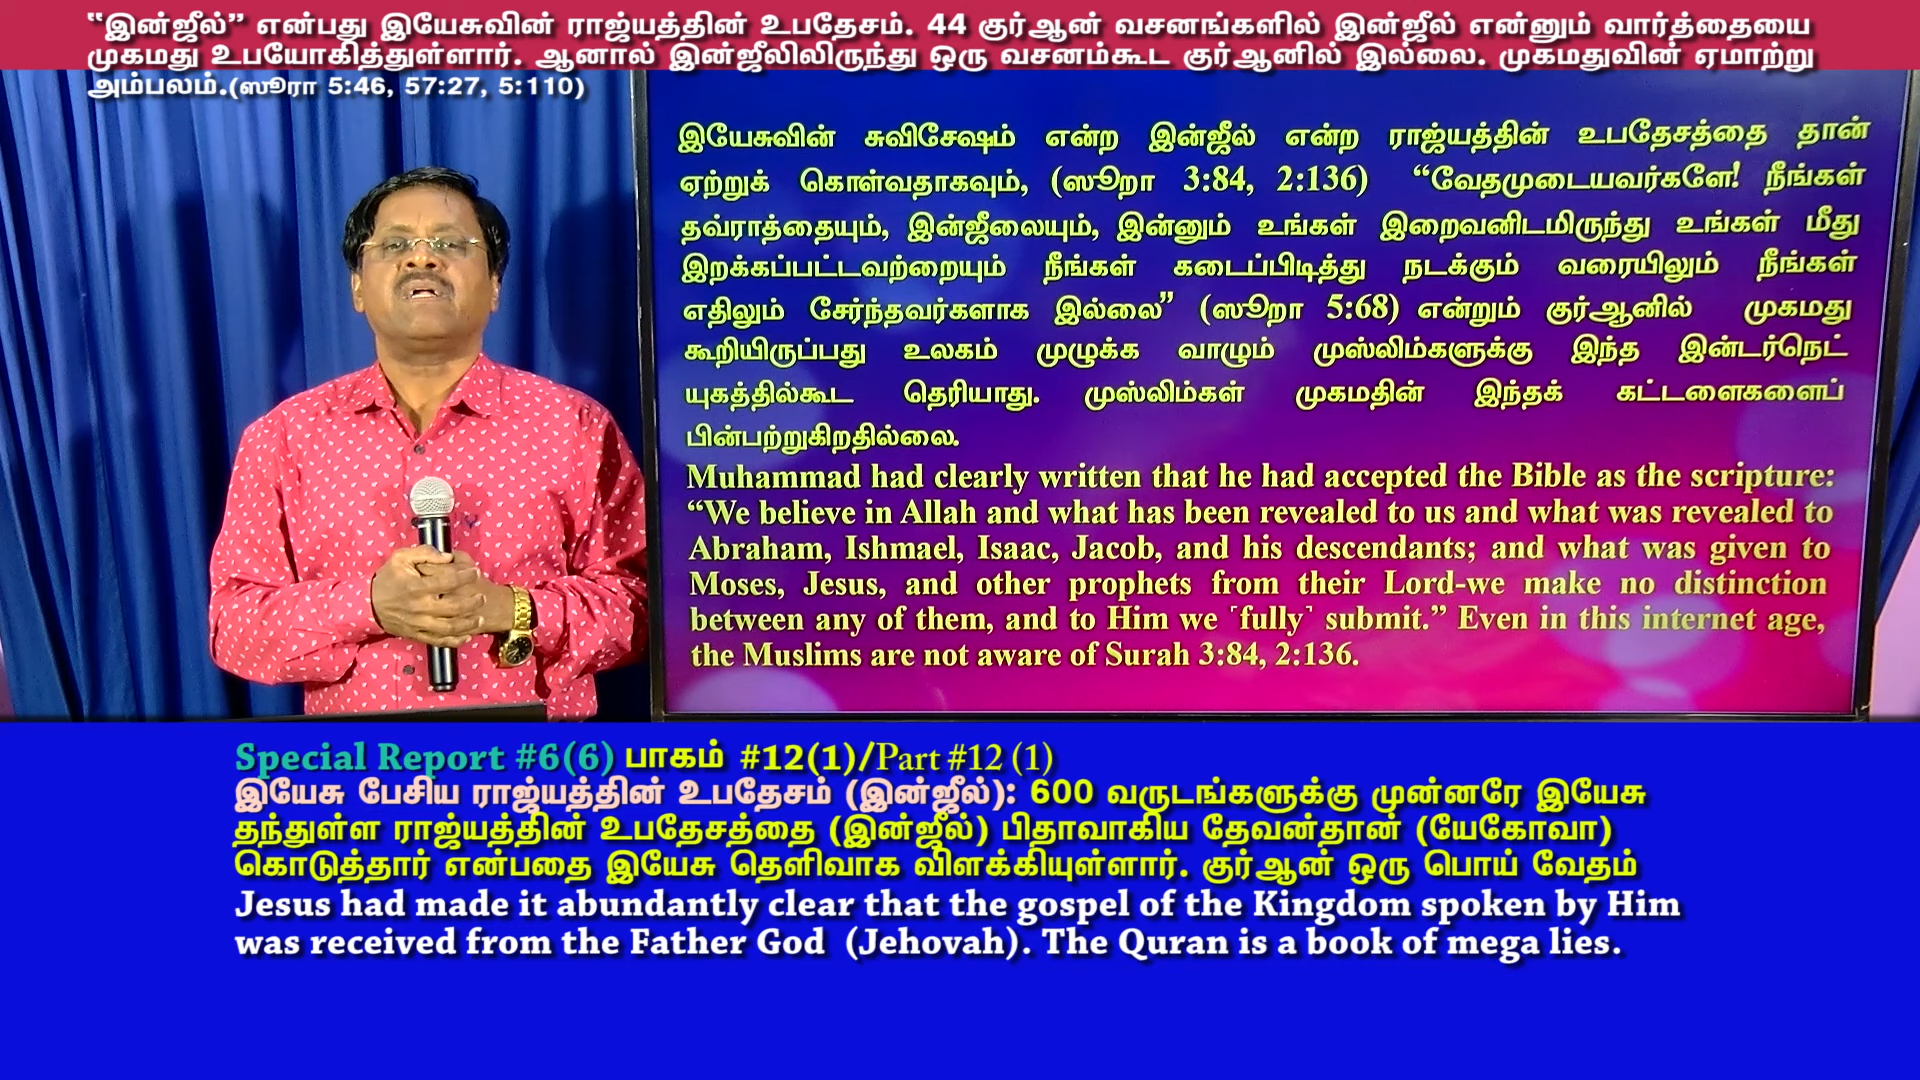 “இன்ஜீல்” என்பது இயேசுவின் ராஜ்யத்தின் உபதேசம். 44 குர்ஆன் வசனங்களில் இன்ஜீல் என்னும் வார்த்தையை
முகமது உபயோகித்துள்ளார். ஆனால் இன்ஜீலிலிருந்து ஒரு வசனம்கூட குர்ஆனில் இல்லை. முகமதுவின் ஏமாற்று
அம்பலம்.(ஸூரா 5:46, 57:27, 5:110)
இயேசுவின் சுவிசேஷம் என்ற இன்ஜீல் என்ற ராஜ்யத்தின் உபதேசத்தை தான்
ஏற்றுக் கொள்வதாகவும், (ஸூறா 3:84, 2:136) “வேதமுடையவர்களே! நீங்கள்
தவ்ராத்தையும், இன்ஜீலையும், இன்னும் உங்கள் இறைவனிடமிருந்து உங்கள் மீது
இறக்கப்பட்டவற்றையும் நீங்கள் கடைப்பிடித்து நடக்கும் வரையிலும் நீங்கள்
எதிலும் சேர்ந்தவர்களாக இல்லை” (ஸூறா 5:68) என்றும் குர்ஆனில் முகமது
கூறியிருப்பது உலகம் முழுக்க வாழும் முஸ்லிம்களுக்கு இந்த இன்டர்நெட்
யுகத்தில்கூட தெரியாது. முஸ்லிம்கள் முகமதின் இந்தக் கட்டளைகளைப்
பின்பற்றுகிறதில்லை.
Muhammad had clearly written that he had accepted the Bible as the scripture:
“We believe in Allah and what has been revealed to us and what was revealed to
Abraham, Ishmael, Isaac, Jacob, and his descendants; and what was given to
Moses, Jesus, and other prophets from their Lord-we make no distinction
between any of them, and to Him we ˹fully˺ submit.” Even in this internet age,
the Muslims are not aware of Surah 3:84, 2:136.
Special Report #6(6) பாகம் #12(1)/Part #12 (1)
இயேசு பேசிய ராஜ்யத்தின் உபதேசம் (இன்ஜீல்): 600 வருடங்களுக்கு முன்னரே இயேசு
தந்துள்ள ராஜ்யத்தின் உபதேசத்தை (இன்ஜீல்) பிதாவாகிய தேவன்தான் (யேகோவா)
கொடுத்தார் என்பதை இயேசு தெளிவாக விளக்கியுள்ளார். குர்ஆன் ஒரு பொய் வேதம்
Jesus had made it abundantly clear that the gospel of the Kingdom spoken by Him
was received from the Father God (Jehovah). The Quran is a book of mega lies.